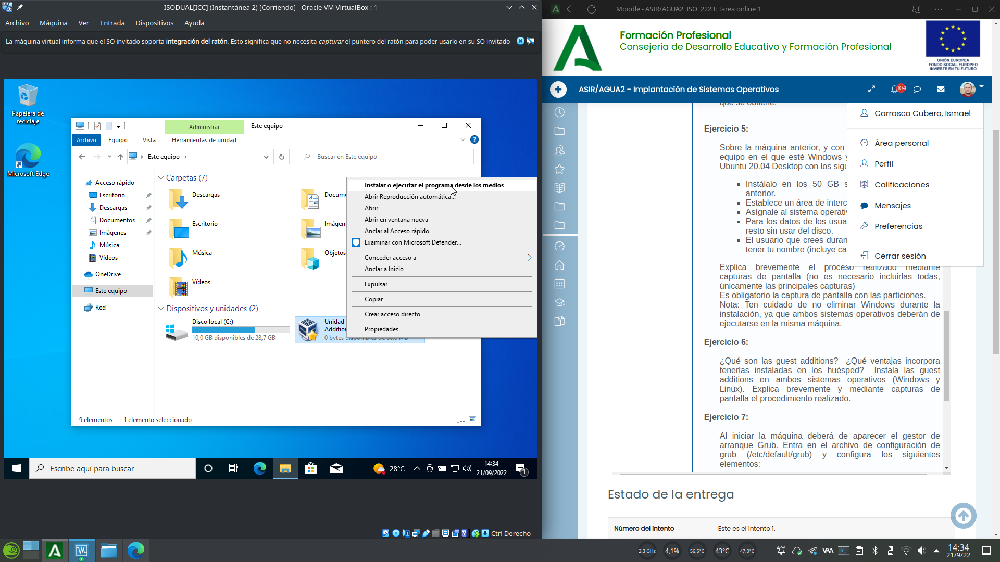 ISODUAL[ICC] (Instantánea 2) [Corriendo] - Oracle VM VirtualBox : 1
Archivo Máquina Ver Entrada Dispositivos Ayuda
La máquina virtual informa que el SO invitado soporta integración del ratón. Esto significa que no necesita capturar el puntero del ratón para poder usarlo en su SO invitado
Papelera de
reciclaje
Microsoft Edge
Administrar
Este equipo
Archivo Equipo Vista Herramientas de unidad
Este equipo
Buscar en Este equipo
Acceso rápido
Escritorio
Descargas
Documentos
Imágenes
Música
Vídeos
OneDrive
Este equipo
Red
Carpetas (7)
Descargas
Escritorio
Música
Vídeos
Docume
Imágene
Objetos
Dispositivos y unidades (2)
Disco local (C:)
10,0 GB disponibles de 28,7 GB
Unidad
Addition
0 bytes disponibles de
Instalar o ejecutar el programa desde los medios
Abrir Reproducción automática...
Abrir
Abrir en ventana nueva
Anclar al Acceso rápido
Examinar con Microsoft Defender...
Conceder acceso a
Anclar a Inicio
Expulsar
Copiar
Crear acceso directo
Propiedades
9 elementos 1 elemento seleccionado
Escribe aquí para buscar
28°C
14:34
21/09/2022
1
Ctrl Derecho
Moodle - ASIR/AGUA2_ISO_2223: Tarea online 1
Formación Profesional
Consejería de Desarrollo Educativo y Formación Profesional
UNIÓN EUROPEA
FONDO SOCIAL EUROPEO
INVIERTE EN TU FUTURO
ASIR/AGUA2 - Implantación de Sistemas Operativos
104
que se obtiene.
Carrasco Cubero, Ismael
Área personal
Perfil
Calificaciones
Mensajes
Preferencias
Cerrar sesión
Ejercicio 5:
Sobre la máquina anterior, y con
equipo en el que esté Windows y
Ubuntu 20.04 Desktop con los sigu
Instálalo en los 50 GB s
anterior.
Establece un área de interc
Asígnale al sistema operativ
Para los datos de los usua
resto sin usar del disco.
El usuario que crees duran
tener tu nombre (incluye ca
Explica brevemente el proceso realizado mediante
capturas de pantalla (no es necesario incluirlas todas,
únicamente las principales capturas)
Es obligatorio la captura de pantalla con las particiones.
Nota: Ten cuidado de no eliminar Windows durante la
instalación, ya que ambos sistemas operativos deberán de
ejecutarse en la misma máquina.
Ejercicio 6:
¿Qué son las guest additions? ¿Qué ventajas incorpora
tenerlas instaladas en los huésped? Instala las guest
additions en ambos sistemas operativos (Windows y
Linux). Explica brevemente y mediante capturas de
pantalla el procedimiento realizado.
Ejercicio 7:
Al iniciar la máquina deberá de aparecer el gestor de
arranque Grub. Entra en el archivo de configuración de
grub (/etc/default/grub) y configura los siguientes
elementos:
Estado de la entrega
Número del Intento Este es el intento 1.
2,3 GHz 4,1% 56,5°C 43°C 47,0°C
14:34
21/9/22